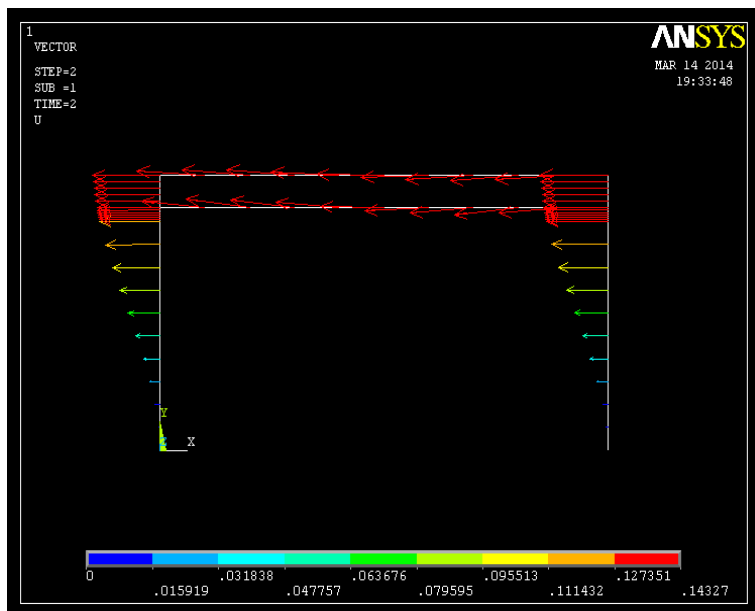 1
VECTOR
STEP=2
SUB =1
TIME=2
U
ANSYS
MAR 14 2014
19:33:48
Y
X
0
.015919
.031838
.047757
.063676
.079595
.095513
.111432
.127351
.14327